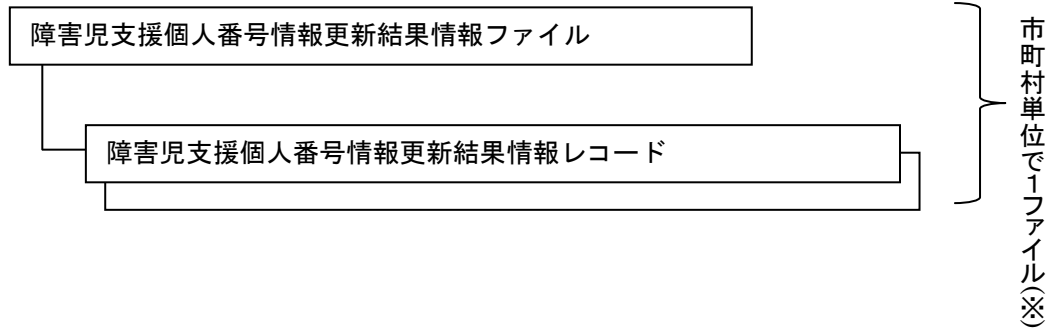 障害児支援個人番号情報更新結果情報ファイル
障害児支援個人番号情報更新結果情報レコード
市町村単位で1ファイル(※)